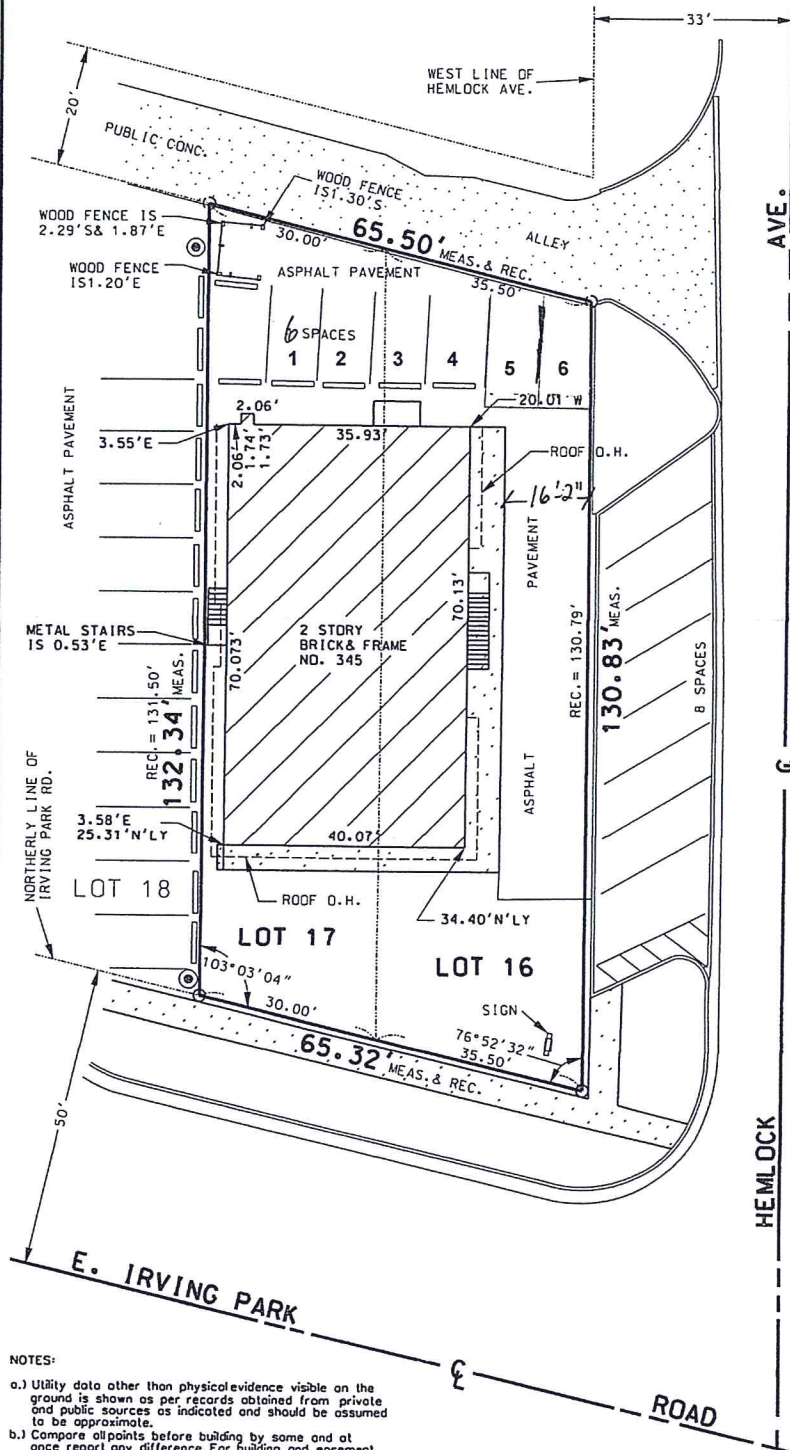 33'
WEST LINE OF
HEMLOCK AVE.
20'
PUBLIC CONC.
WOOD FENCE
IS1.30'S
WOOD FENCE IS
2.29'S& 1.87'E
30.00'
65.50' MEAS.& REC.
ALLEY
AVE.
WOOD FENCE
IS1.20'E
ASPHALT PAVEMENT
35.50'
6 SPACES
1 2 3 4 5 6
2.06'
20.01'W
3.55'E
2.06'
1.74'
1.73'
35.93'
ROOF O.H.
16'-2"
ASPHALT PAVEMENT
ASPHALT PAVEMENT
METAL STAIRS
IS 0.53'E
70.073'
2 STORY
BRICK& FRAME
NO. 345
70.13'
REC.= 130.79'
130.83' MEAS.
8 SPACES
REC.= 131.50'
132.34' MEAS.
℄
NORTHERLY LINE OF
IRVING PARK RD.
3.58'E
25.31'N'LY
40.07'
LOT 18
ROOF O.H.
34.40'N'LY
LOT 17
LOT 16
103°03'04"
30.00'
SIGN
76°52'32"
35.50'
65.32' MEAS.& REC.
50'
HEMLOCK
E. IRVING PARK
℄
ROAD
NOTES:
a.) Utility data other than physical evidence visible on the
ground is shown as per records obtained from private
and public sources as indicated and should be assumed
to be approximate.
b.) Compare all points before building by same and at
once report any difference. For building and easement